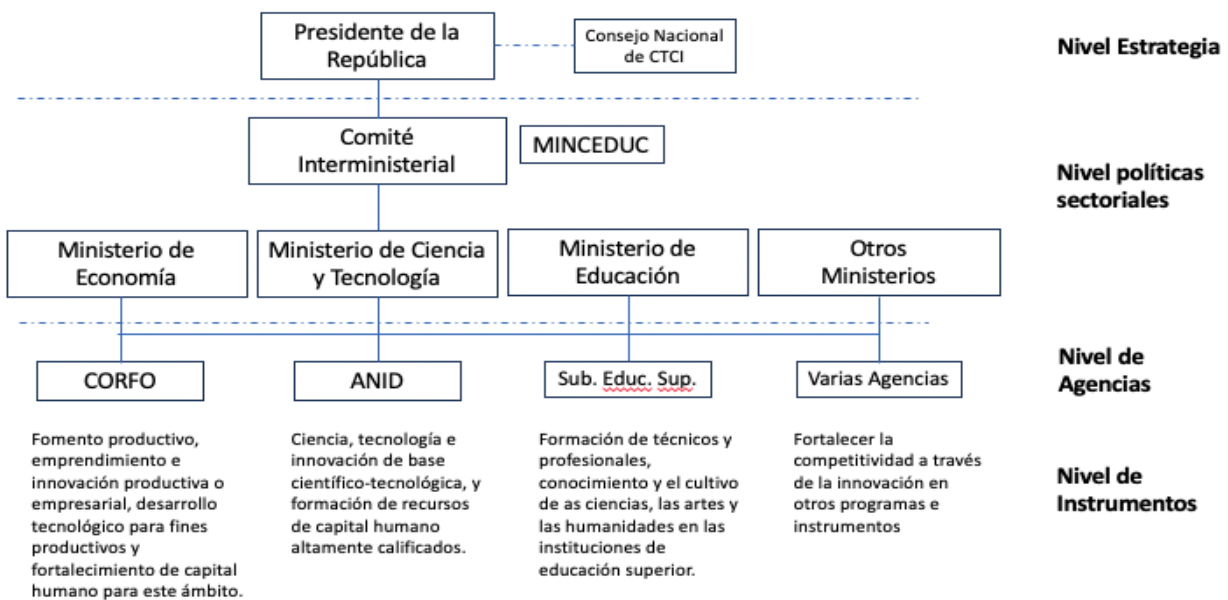 Presidente de la
República
Consejo Nacional
de CTCI
Nivel Estrategia
Comité
Interministerial
MINCEDUC
Nivel políticas
sectoriales
Ministerio de
Economía
Ministerio de Ciencia
y Tecnología
Ministerio de
Educación
Otros
Ministerios
CORFO
ANID
Sub. Educ. Sup.
Varias Agencias
Nivel de
Agencias
Fomento productivo,
emprendimiento e
innovación productiva o
empresarial, desarrollo
tecnológico para fines
productivos y
fortalecimiento de capital
humano para este ámbito.
Ciencia, tecnología e
innovación de base
científico-tecnológica, y
formación de recursos
de capital humano
altamente calificados.
Formación de técnicos y
profesionales,
conocimiento y el cultivo
de as ciencias, las artes y
las humanidades en las
instituciones de
educación superior.
Fortalecer la
competitividad a través
de la innovación en
otros programas e
instrumentos
Nivel de
Instrumentos